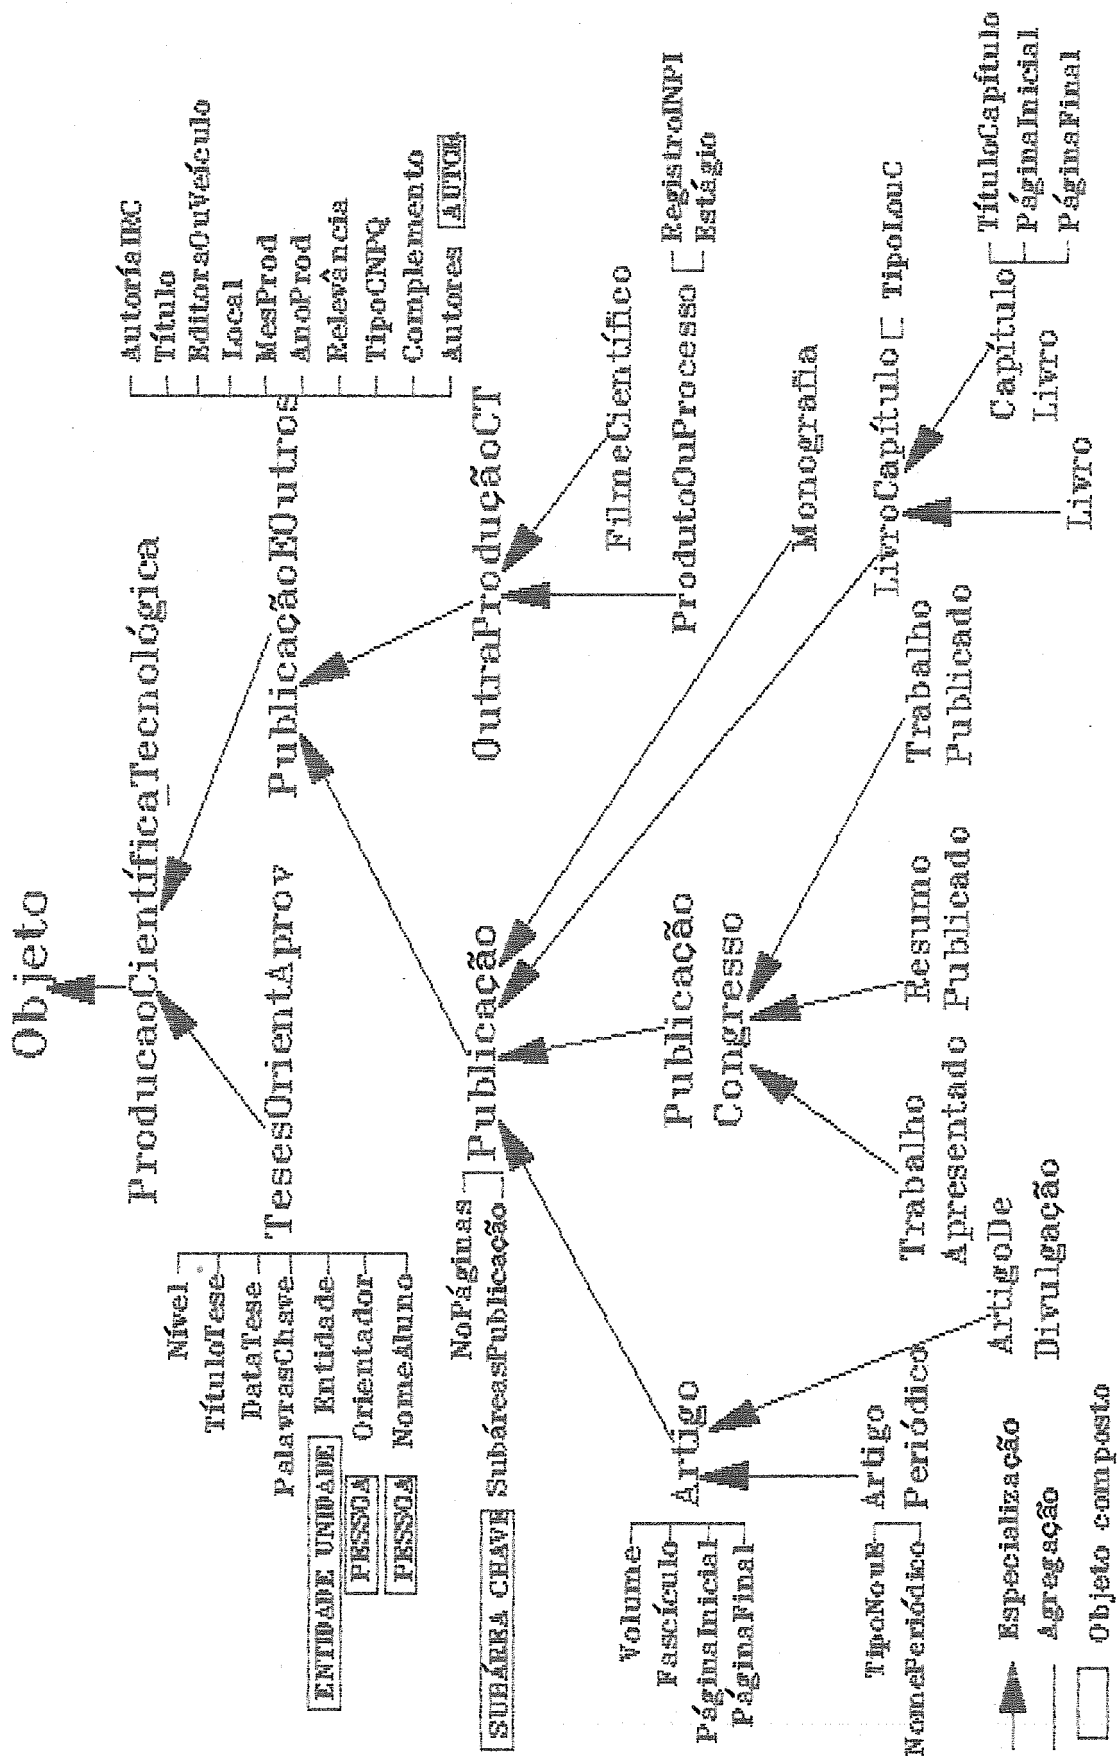 Objeto
ProducaoCientíficaTecnológica
TesesOrientAprov
Nível
TítuloTese
DataTese
PalavrasChave
ENTIDADE UNIDADE Entidade
PESSOA Orientador
PESSOA NomeAluno
PublicaçãoEOutros
AutoríaIEC
Título
EditoraOuVeículo
Local
MesProd
AnoProd
Relevância
TipoCNPQ
Complemento
Autores AUTOR
NoPáginas
SUBÁREA CHAVE SubáreasPublicação
Publicação
OutraProduçãoCT
FilmeCientífico
ProdutoOuProcesso
RegistroINPI
Estágio
Volume
Fascículo
PáginaInicial
PáginaFinal
Artigo
Publicação
Congresso
Monografia
LivroCapítulo
TipoLouC
TipoNouE
NomePeriódico
Artigo
Periódico
ArtigoDe
Divulgação
Trabalho
Apresentado
Resumo
Publicado
Trabalho
Publicado
Livro
Capítulo
Livro
TítuloCapítulo
PáginaInicial
PáginaFinal
Especialização
Agregação
Objeto composto